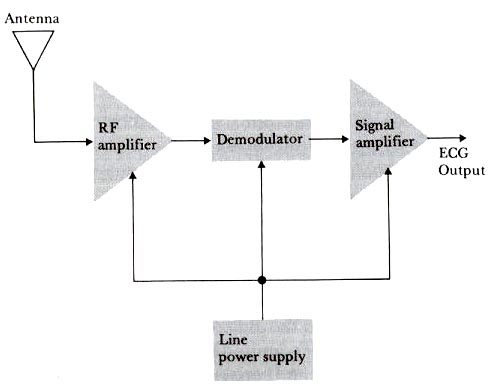 Antenna
RF
amplifier
Demodulator
Signal
amplifier
ECG
Output
Line
power supply